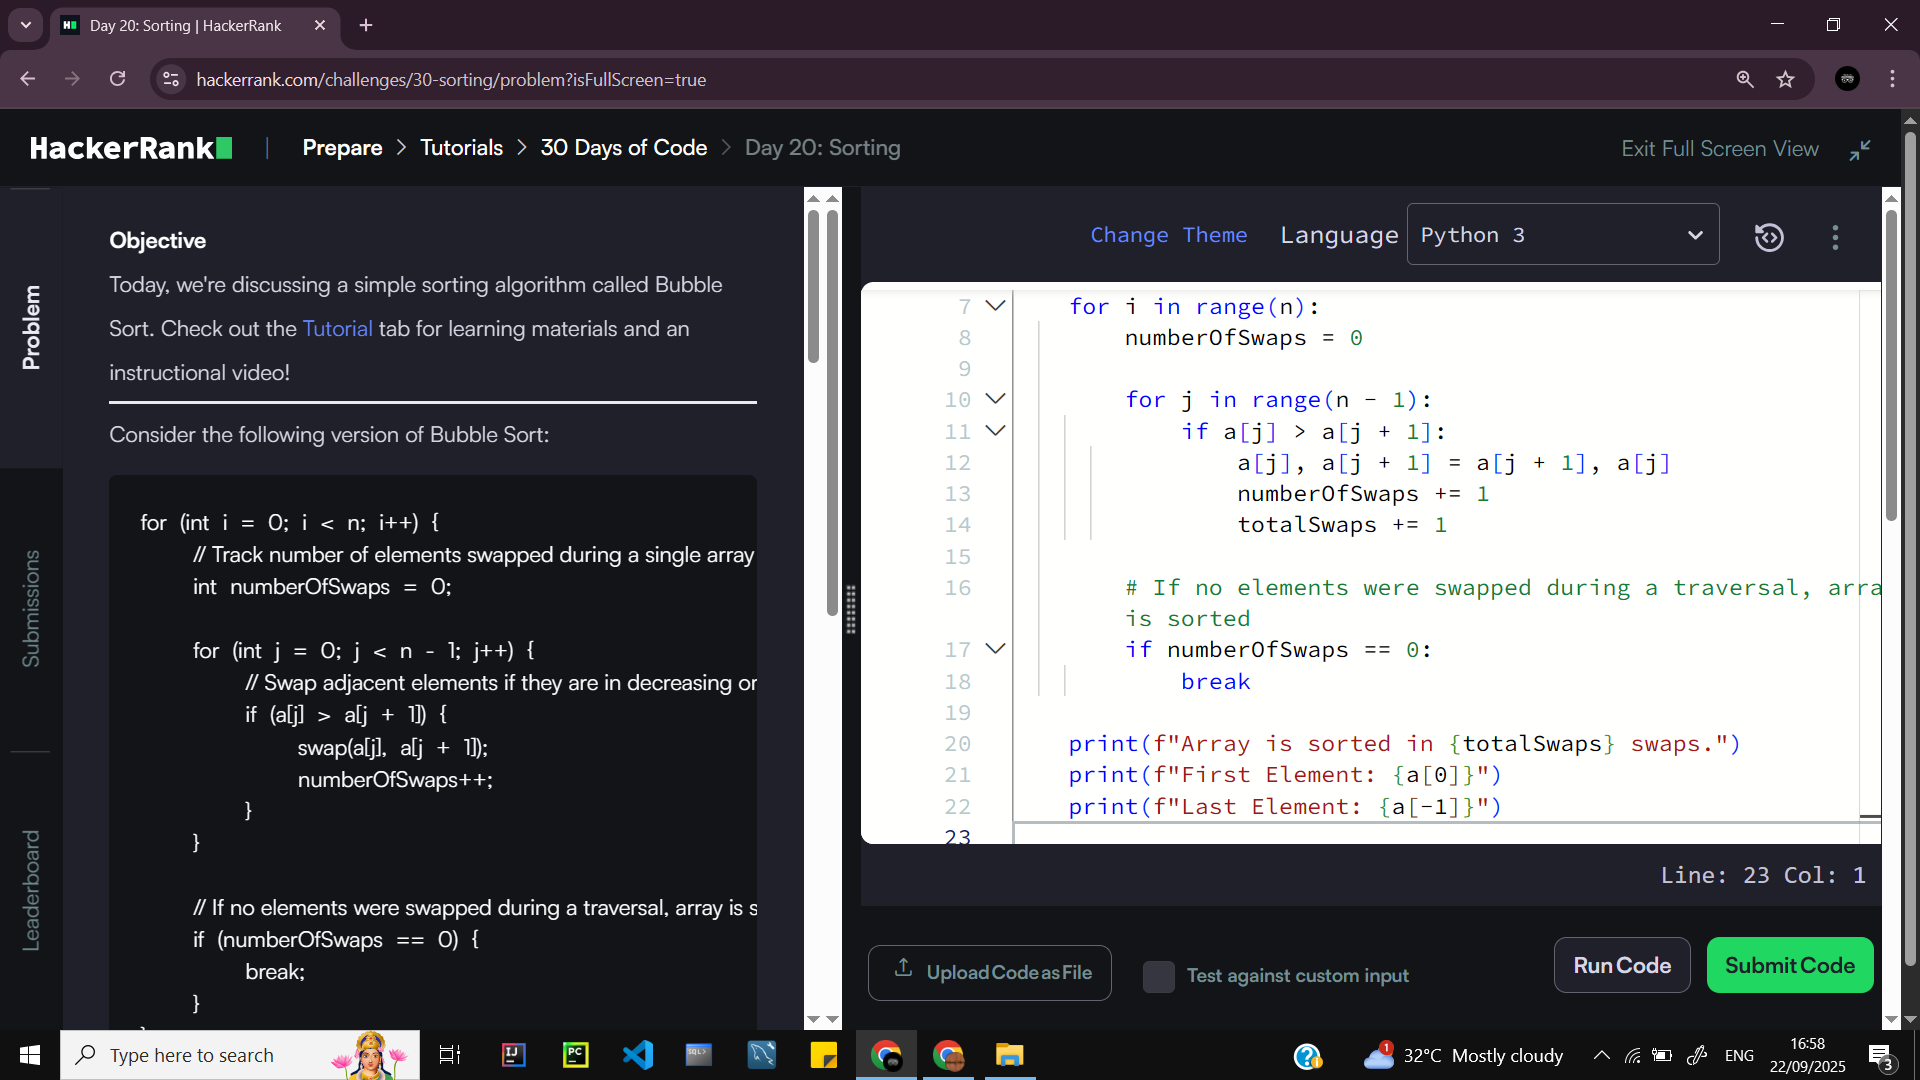 Day 20: Sorting | HackerRank
hackerrank.com/challenges/30-sorting/problem?isFullScreen=true
HackerRank
Prepare > Tutorials > 30 Days of Code > Day 20: Sorting
Exit Full Screen View
Problem
Submissions
Leaderboard
Objective
Today, we're discussing a simple sorting algorithm called Bubble
Sort. Check out the Tutorial tab for learning materials and an
instructional video!
Consider the following version of Bubble Sort:
for (int i = 0; i < n; i++) {
// Track number of elements swapped during a single array
int numberOfSwaps = 0;
for (int j = 0; j < n - 1; j++) {
// Swap adjacent elements if they are in decreasing or
if (a[j] > a[j + 1]) {
swap(a[j], a[j + 1]);
numberOfSwaps++;
}
}
// If no elements were swapped during a traversal, array is s
if (numberOfSwaps == 0) {
break;
}
Change Theme Language Python 3
7 for i in range(n):
8 numberOfSwaps = 0
9
10 for j in range(n - 1):
11 if a[j] > a[j + 1]:
12 a[j], a[j + 1] = a[j + 1], a[j]
13 numberOfSwaps += 1
14 totalSwaps += 1
15
16 # If no elements were swapped during a traversal, arra
is sorted
17 if numberOfSwaps == 0:
18 break
19
20 print(f"Array is sorted in {totalSwaps} swaps.")
21 print(f"First Element: {a[0]}")
22 print(f"Last Element: {a[-1]}")
23
Line: 23 Col: 1
Upload Code as File
Test against custom input
Run Code
Submit Code
Type here to search
IJ
PC
SQL>
1
32°C Mostly cloudy
ENG
16:58
22/09/2025
3